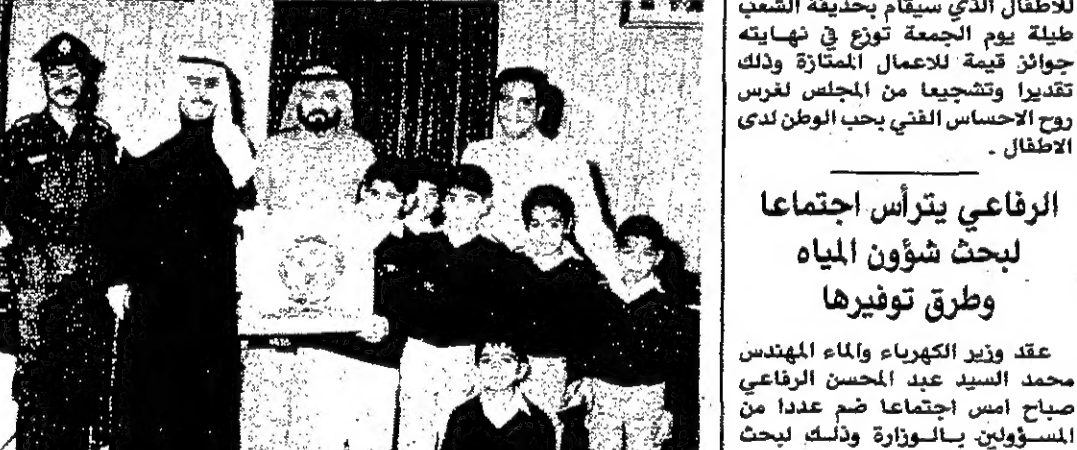 للاطفال الذي سيقام بحديقة الشعب
طيلة يوم الجمعة توزع في نهايته
جوائز قيمة للاعمال الممتازة وذلك
تقديرا وتشجيعا من المجلس لغرس
روح الاحساس الفني بحب الوطن لدى
الاطفال .
الرفاعي يترأس اجتماعا
لبحث شؤون المياه
وطرق توفيرها
عقد وزير الكهرباء والماء المهندس
محمد السيد عبد المحسن الرفاعي
صباح امس اجتماعا ضم عددا من
المسؤولين بالوزارة وذلك لبحث